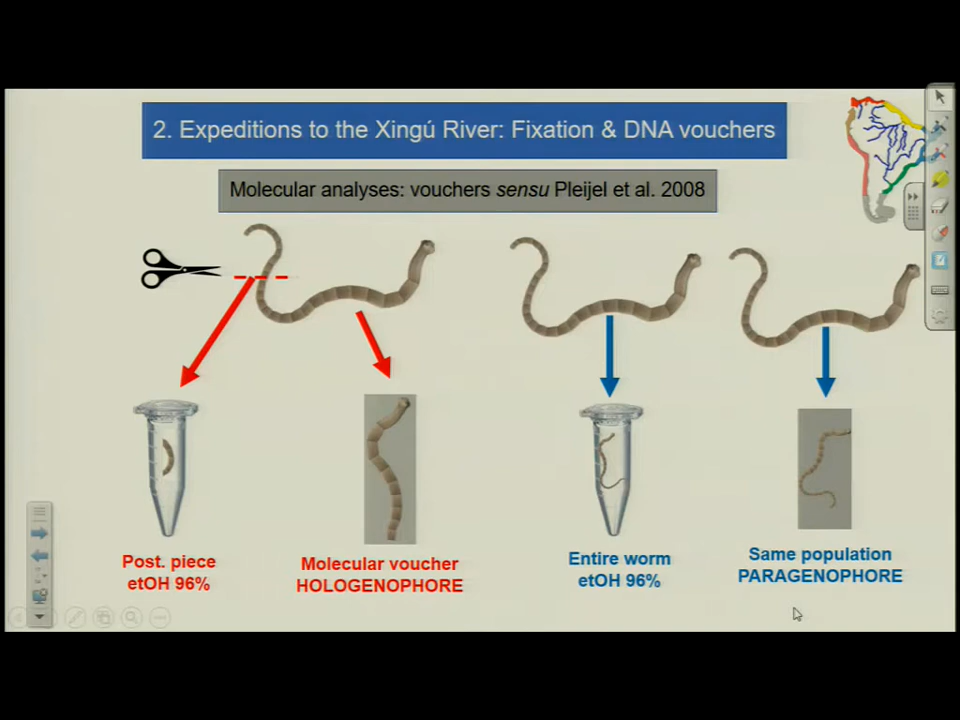 2. Expeditions to the Xingú River: Fixation & DNA vouchers
Molecular analyses: vouchers sensu Pleijel et al. 2008
Post. piece
etOH 96%
Molecular voucher
HOLOGENOPHORE
Entire worm
etOH 96%
Same population
PARAGENOPHORE